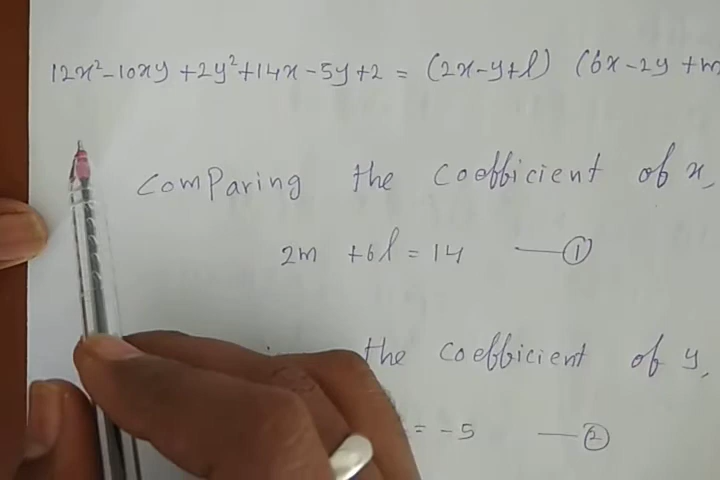 12x²-10xy +2y²+14x-5y+2 = (2x-y+l) (6x-2y +m
Comparing the coefficient of x,
2m +6l = 14 —①
the coefficient of y,
= -5 —②